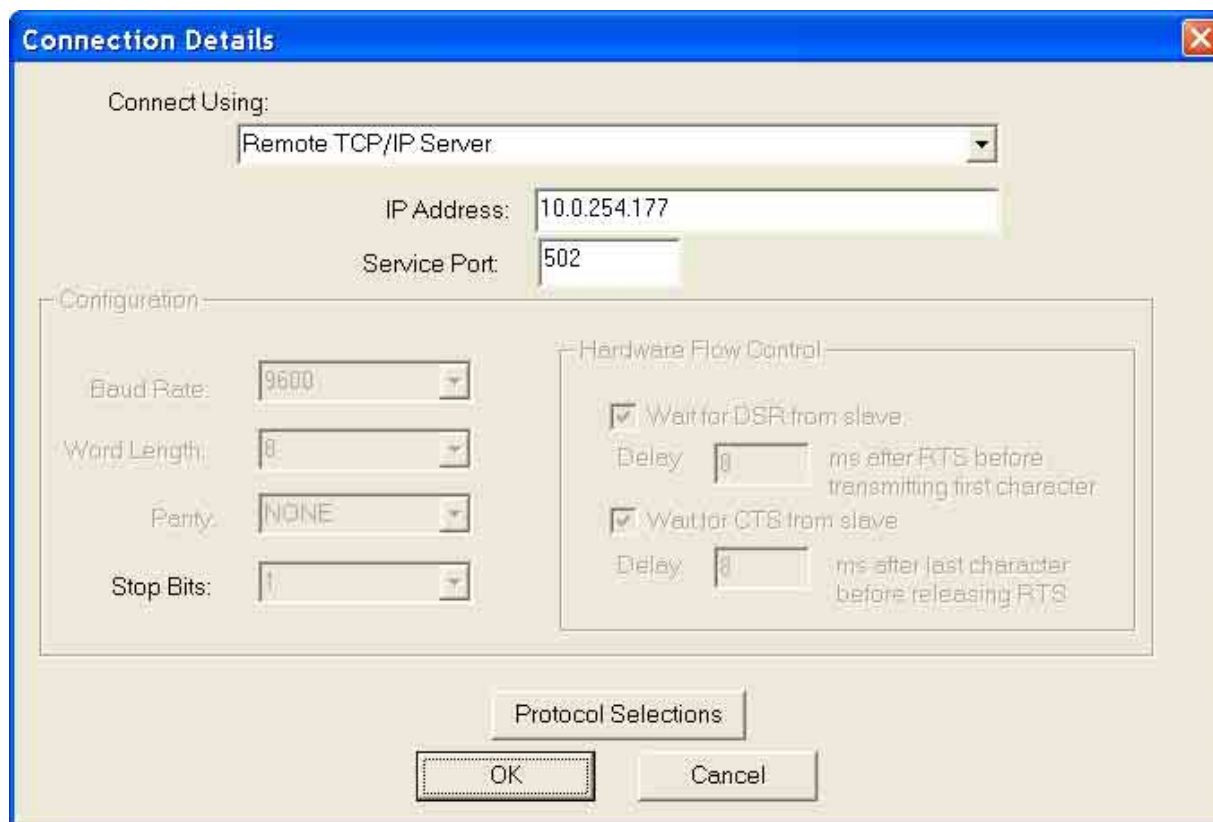 Connection Details
Connect Using:
Remote TCP/IP Server
IP Address: 10.0.254.177
Service Port: 502
Configuration
Baud Rate: 9600
Word Length: 8
Parity: NONE
Stop Bits: 1
Hardware Flow Control
Wait for DSR from slave
Delay
ms after RTS before
transmitting first character
Wait for CTS from slave
Delay
ms after last character
before releasing RTS
Protocol Selections
OK
Cancel